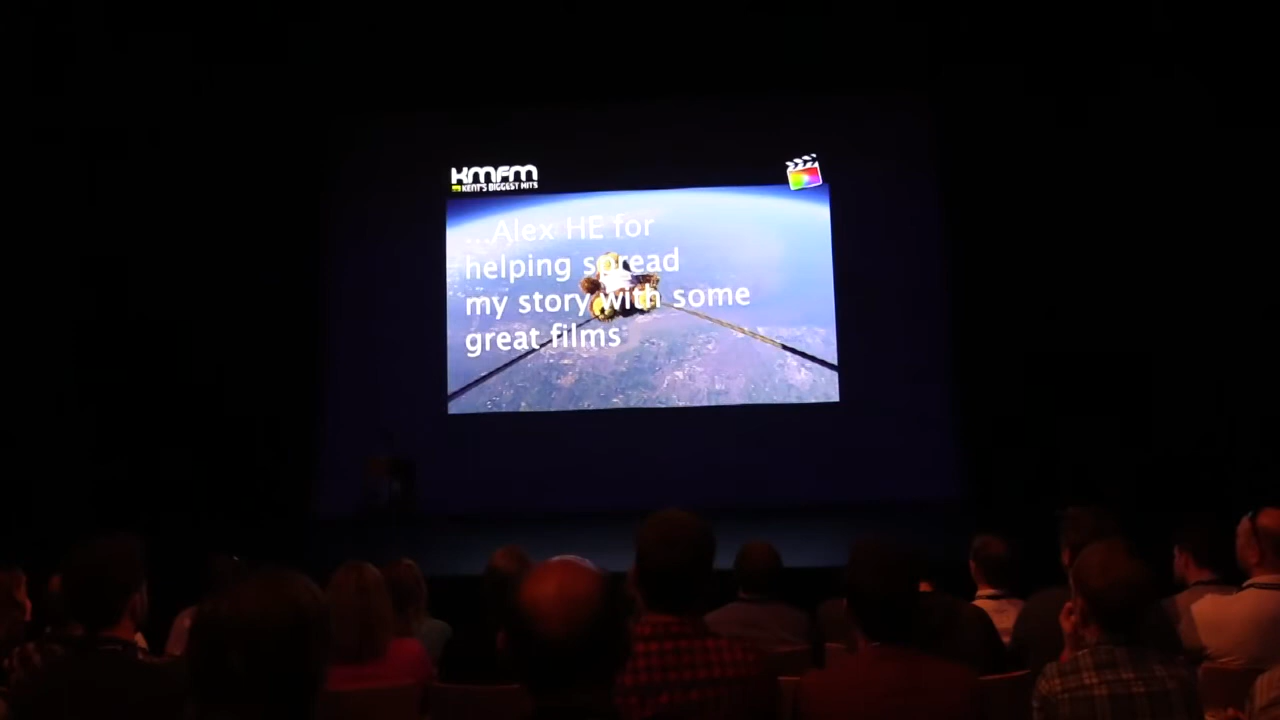 kmfm
KENT'S BIGGEST HITS
...Alex HE for
helping spread
my story with some
great films